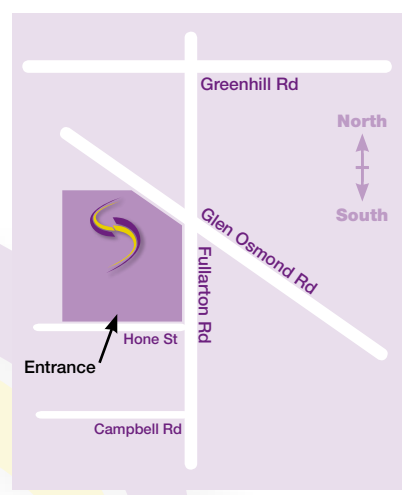 Greenhill Rd
North
South
Glen Osmond Rd
Fullarton Rd
Hone St
Entrance
Campbell Rd